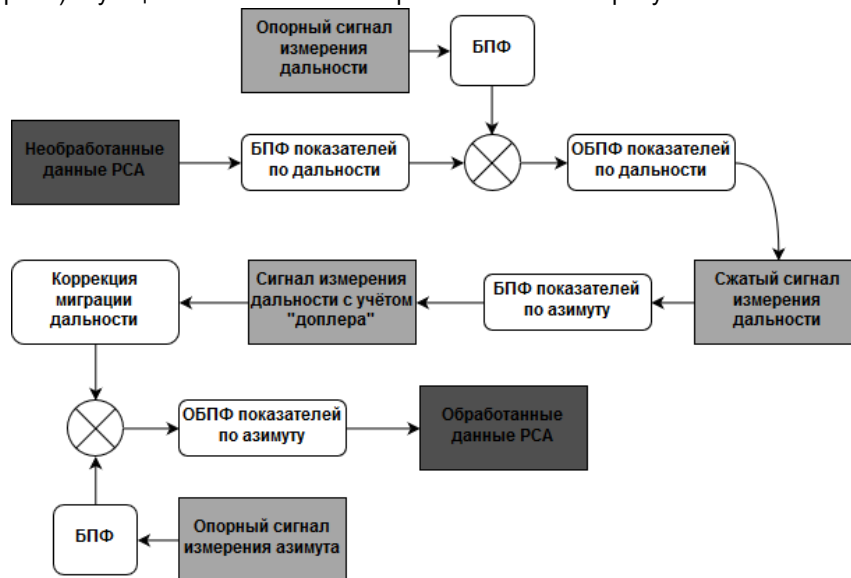 Опорный сигнал
измерения
дальности
БПФ
Необработанные
данные РСА
БПФ показателей
по дальности
ОБПФ показателей
по дальности
Коррекция
миграции
дальности
Сигнал измерения
дальности с учётом
"доплера"
БПФ показателей
по азимуту
Сжатый сигнал
измерения
дальности
ОБПФ показателей
по азимуту
Обработанные
данные РСА
БПФ
Опорный сигнал
измерения азимута